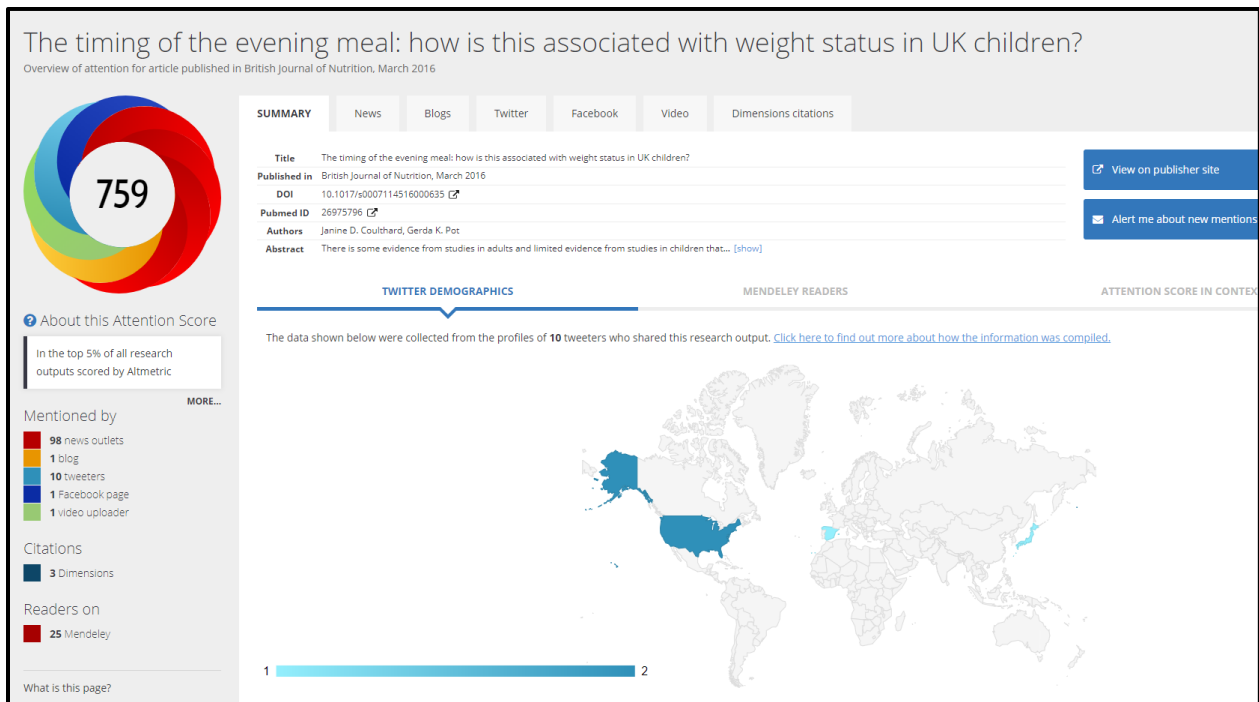 The timing of the evening meal: how is this associated with weight status in UK children?
Overview of attention for article published in British Journal of Nutrition, March 2016
759
SUMMARY
News
Blogs
Twitter
Facebook
Video
Dimensions citations
Title The timing of the evening meal: how is this associated with weight status in UK children?
Published in British Journal of Nutrition, March 2016
DOI 10.1017/s0007114516000635
Pubmed ID 26975796
Authors Janine D. Coulthard, Gerda K. Pot
Abstract There is some evidence from studies in adults and limited evidence from studies in children that... [show]
View on publisher site
Alert me about new mentions
TWITTER DEMOGRAPHICS
MENDELEY READERS
ATTENTION SCORE IN CONTEX
The data shown below were collected from the profiles of 10 tweeters who shared this research output. Click here to find out more about how the information was compiled.
? About this Attention Score
In the top 5% of all research
outputs scored by Altmetric
MORE...
Mentioned by
98 news outlets
1 blog
10 tweeters
1 Facebook page
1 video uploader
Citations
3 Dimensions
Readers on
25 Mendeley
What is this page?
1
2